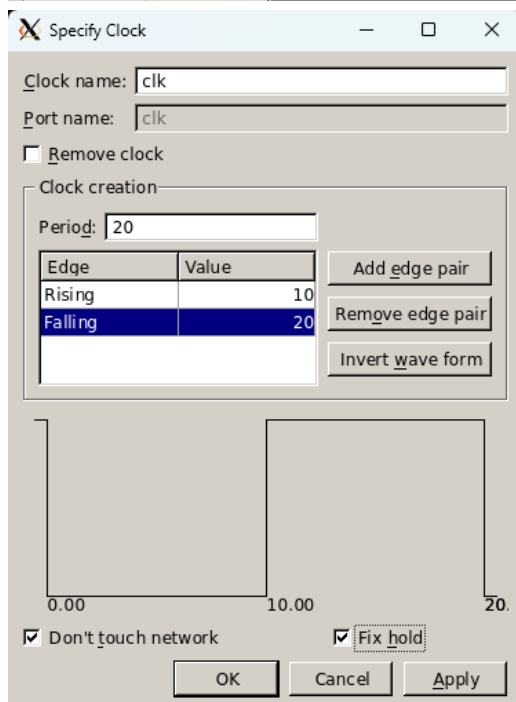 Specify Clock
Clock name: clk
Port name: clk
Remove clock
Clock creation
Period: 20
Edge Value
Rising 10
Falling 20
Add edge pair
Remove edge pair
Invert wave form
0.00 10.00 20.
Don't touch network Fix hold
OK Cancel Apply